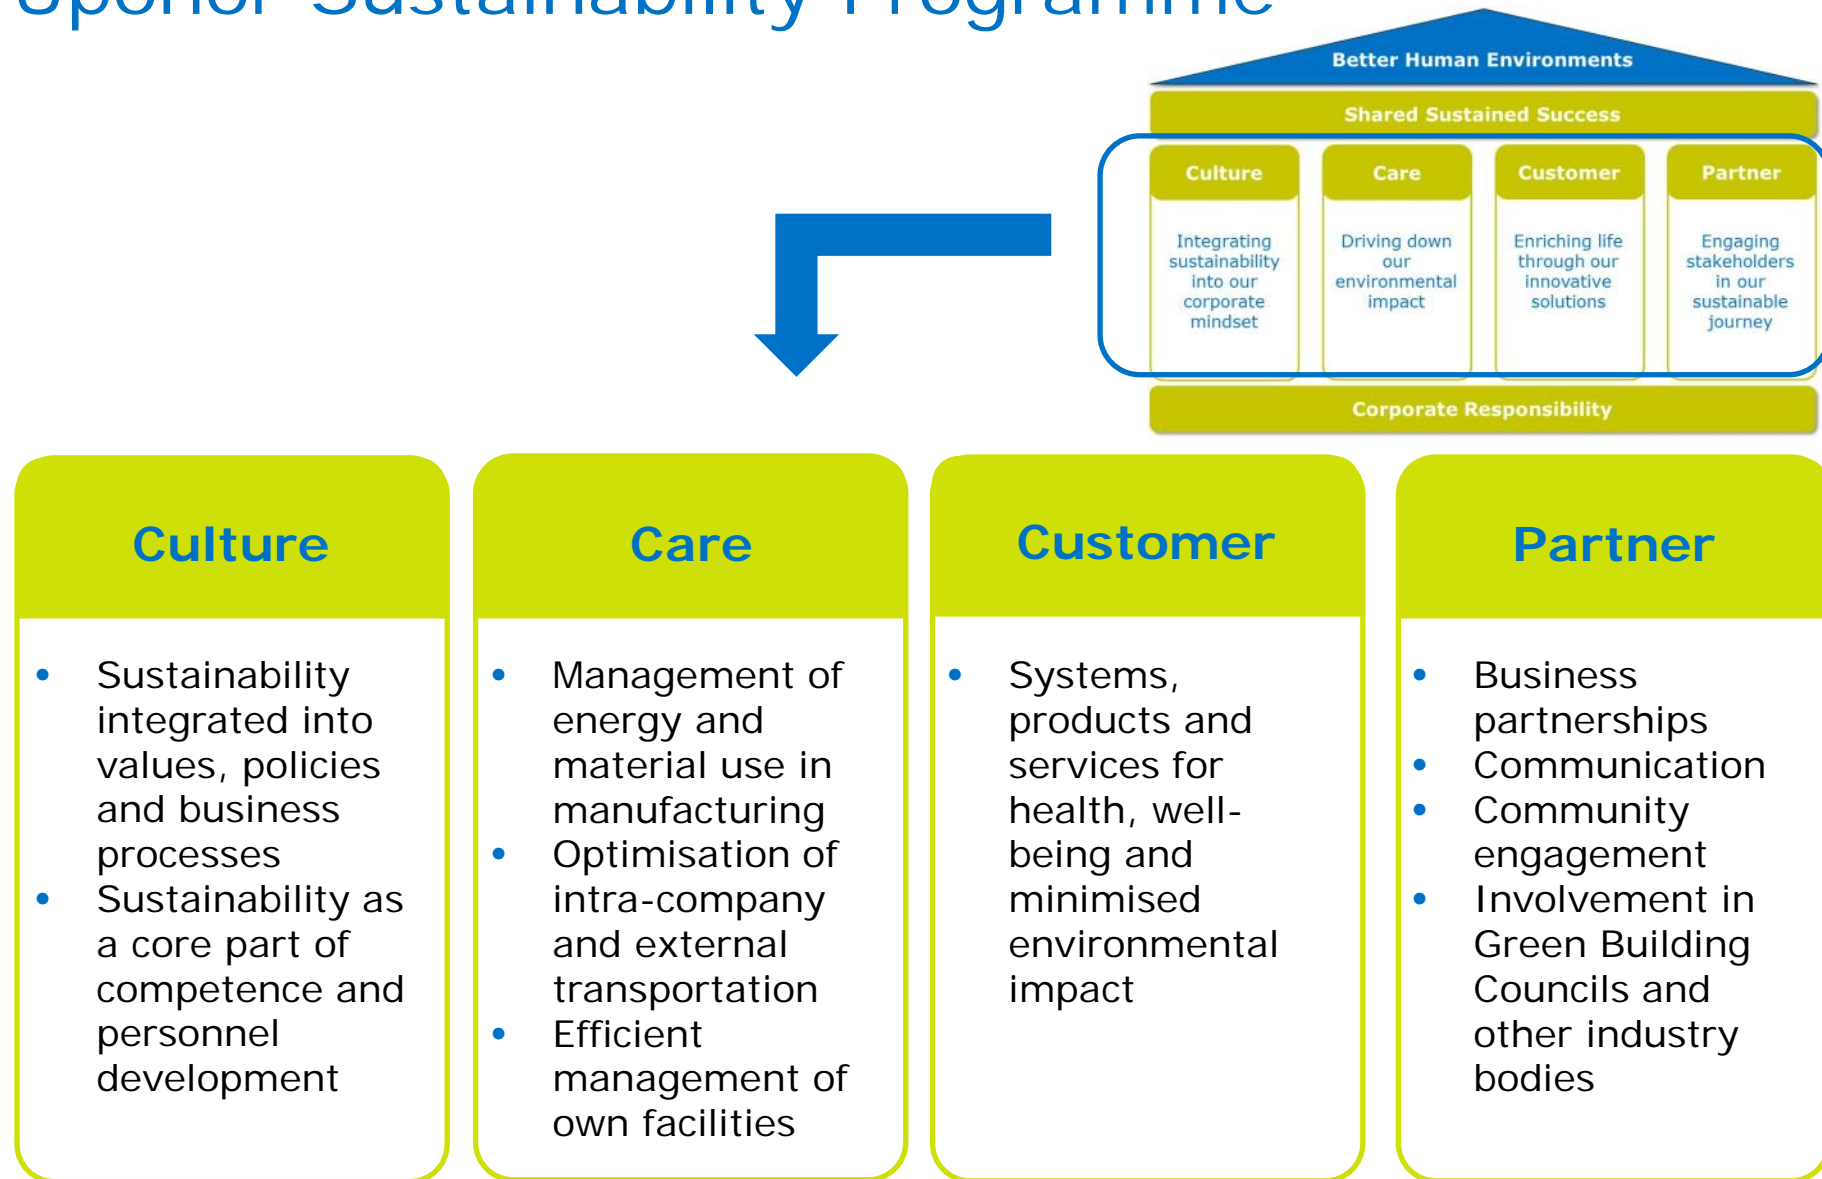 Uponor Sustainability Programme
Better Human Environments
Shared Sustained Success
Culture
Integrating
sustainability
into our
corporate
mindset
Care
Driving down
our
environmental
impact
Customer
Enriching life
through our
innovative
solutions
Partner
Engaging
stakeholders
in our
sustainable
journey
Corporate Responsibility
Culture
• Sustainability
integrated into
values, policies
and business
processes
• Sustainability as
a core part of
competence and
personnel
development
Care
• Management of
energy and
material use in
manufacturing
• Optimisation of
intra-company
and external
transportation
• Efficient
management of
own facilities
Customer
• Systems,
products and
services for
health, well-
being and
minimised
environmental
impact
Partner
• Business
partnerships
• Communication
• Community
engagement
• Involvement in
Green Building
Councils and
other industry
bodies